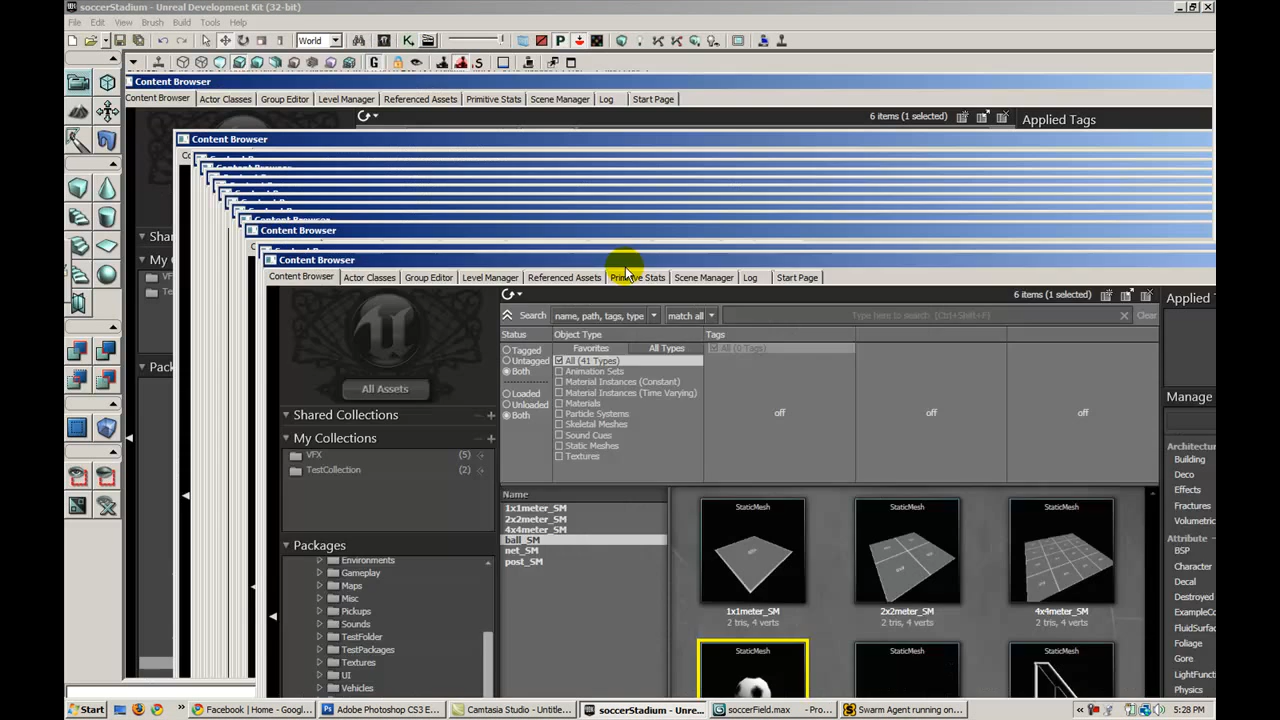 soccerStadium - Unreal Development Kit (32-bit)
File Edit View Brush Build Tools Help
World
P
K
G
S
Content Browser
Content Browser Actor Classes Group Editor Level Manager Referenced Assets Primitive Stats Scene Manager Log Start Page
6 items (1 selected) Applied Tags
Content Browser
Content Browser
Content Browser
Content Browser Actor Classes Group Editor Level Manager Referenced Assets Primitive Stats Scene Manager Log Start Page
6 items (1 selected) Applied
Search name, path, tags, type match all Type here to search (Ctrl+Shift+F) Clear
Status Object Type Tags
Favorites All Types All (0 Tags)
Tagged All (41 Types)
Untagged Animation Sets
Both Material Instances (Constant)
Loaded Material Instances (Time Varying)
Unloaded Materials
Both Particle Systems
Skeletal Meshes
Sound Cues
Static Meshes
Textures
off off off
All Assets
Shared Collections
My Collections
VFX (5)
TestCollection (2)
Packages
Environments
Gameplay
Maps
Misc
Pickups
Sounds
TestFolder
TestPackages
Textures
UI
Vehicles
Name
1x1meter_SM
2x2meter_SM
4x4meter_SM
ball_SM
net_SM
post_SM
StaticMesh StaticMesh StaticMesh
1x1meter_SM 2x2meter_SM 4x4meter_SM
2 tris, 4 verts 2 tris, 4 verts 2 tris, 4 verts
StaticMesh StaticMesh StaticMesh
Manage
Architectur
Building
Deco
Effects
Fractures
Volumetric
Attribute
BSP
Character
Decal
Destroyed
ExampleCo
FluidSurfa
Foliage
Gore
LightFunct
Physics
Start Facebook | Home - Googl... Adobe Photoshop CS3 E... Camtasia Studio - Untitle... soccerStadium - Unre... soccerField.max - Pro... Swarm Agent running on... 5:28 PM